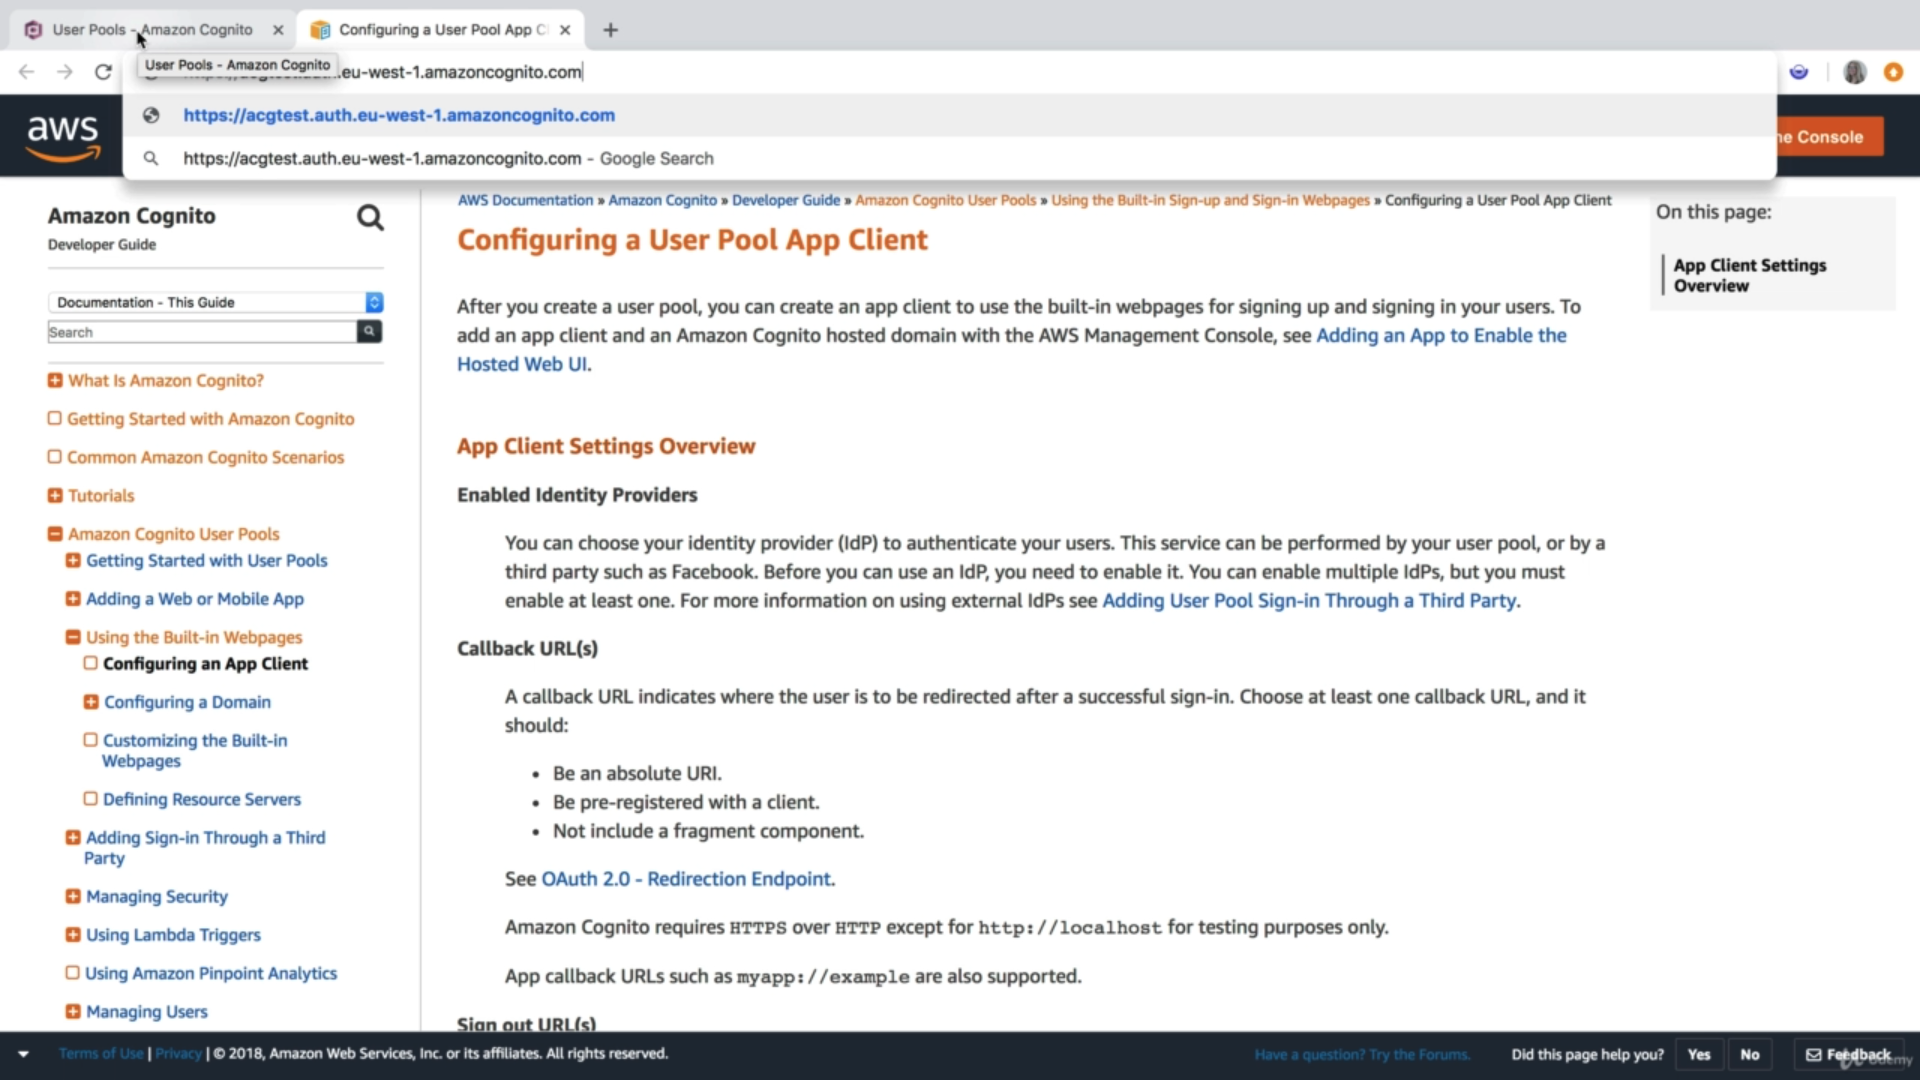 User Pools - Amazon Cognito
Configuring a User Pool App C
User Pools - Amazon Cognito
.eu-west-1.amazoncognito.com
https://acgtest.auth.eu-west-1.amazoncognito.com
https://acgtest.auth.eu-west-1.amazoncognito.com - Google Search
aws
Console
Amazon Cognito
Developer Guide
Documentation - This Guide
Search
What Is Amazon Cognito?
Getting Started with Amazon Cognito
Common Amazon Cognito Scenarios
Tutorials
Amazon Cognito User Pools
Getting Started with User Pools
Adding a Web or Mobile App
Using the Built-in Webpages
Configuring an App Client
Configuring a Domain
Customizing the Built-in
Webpages
Defining Resource Servers
Adding Sign-in Through a Third
Party
Managing Security
Using Lambda Triggers
Using Amazon Pinpoint Analytics
Managing Users
AWS Documentation » Amazon Cognito » Developer Guide » Amazon Cognito User Pools » Using the Built-in Sign-up and Sign-in Webpages » Configuring a User Pool App Client
Configuring a User Pool App Client
After you create a user pool, you can create an app client to use the built-in webpages for signing up and signing in your users. To
add an app client and an Amazon Cognito hosted domain with the AWS Management Console, see Adding an App to Enable the
Hosted Web UI.
App Client Settings Overview
Enabled Identity Providers
You can choose your identity provider (IdP) to authenticate your users. This service can be performed by your user pool, or by a
third party such as Facebook. Before you can use an IdP, you need to enable it. You can enable multiple IdPs, but you must
enable at least one. For more information on using external IdPs see Adding User Pool Sign-in Through a Third Party.
Callback URL(s)
A callback URL indicates where the user is to be redirected after a successful sign-in. Choose at least one callback URL, and it
should:
• Be an absolute URI.
• Be pre-registered with a client.
• Not include a fragment component.
See OAuth 2.0 - Redirection Endpoint.
Amazon Cognito requires HTTPS over HTTP except for http://localhost for testing purposes only.
App callback URLs such as myapp://example are also supported.
Sign out URL(s)
On this page:
App Client Settings
Overview
Terms of Use | Privacy | © 2018, Amazon Web Services, Inc. or its affiliates. All rights reserved.
Have a question? Try the Forums.
Did this page help you?
Yes
No
Feedback
Udemy